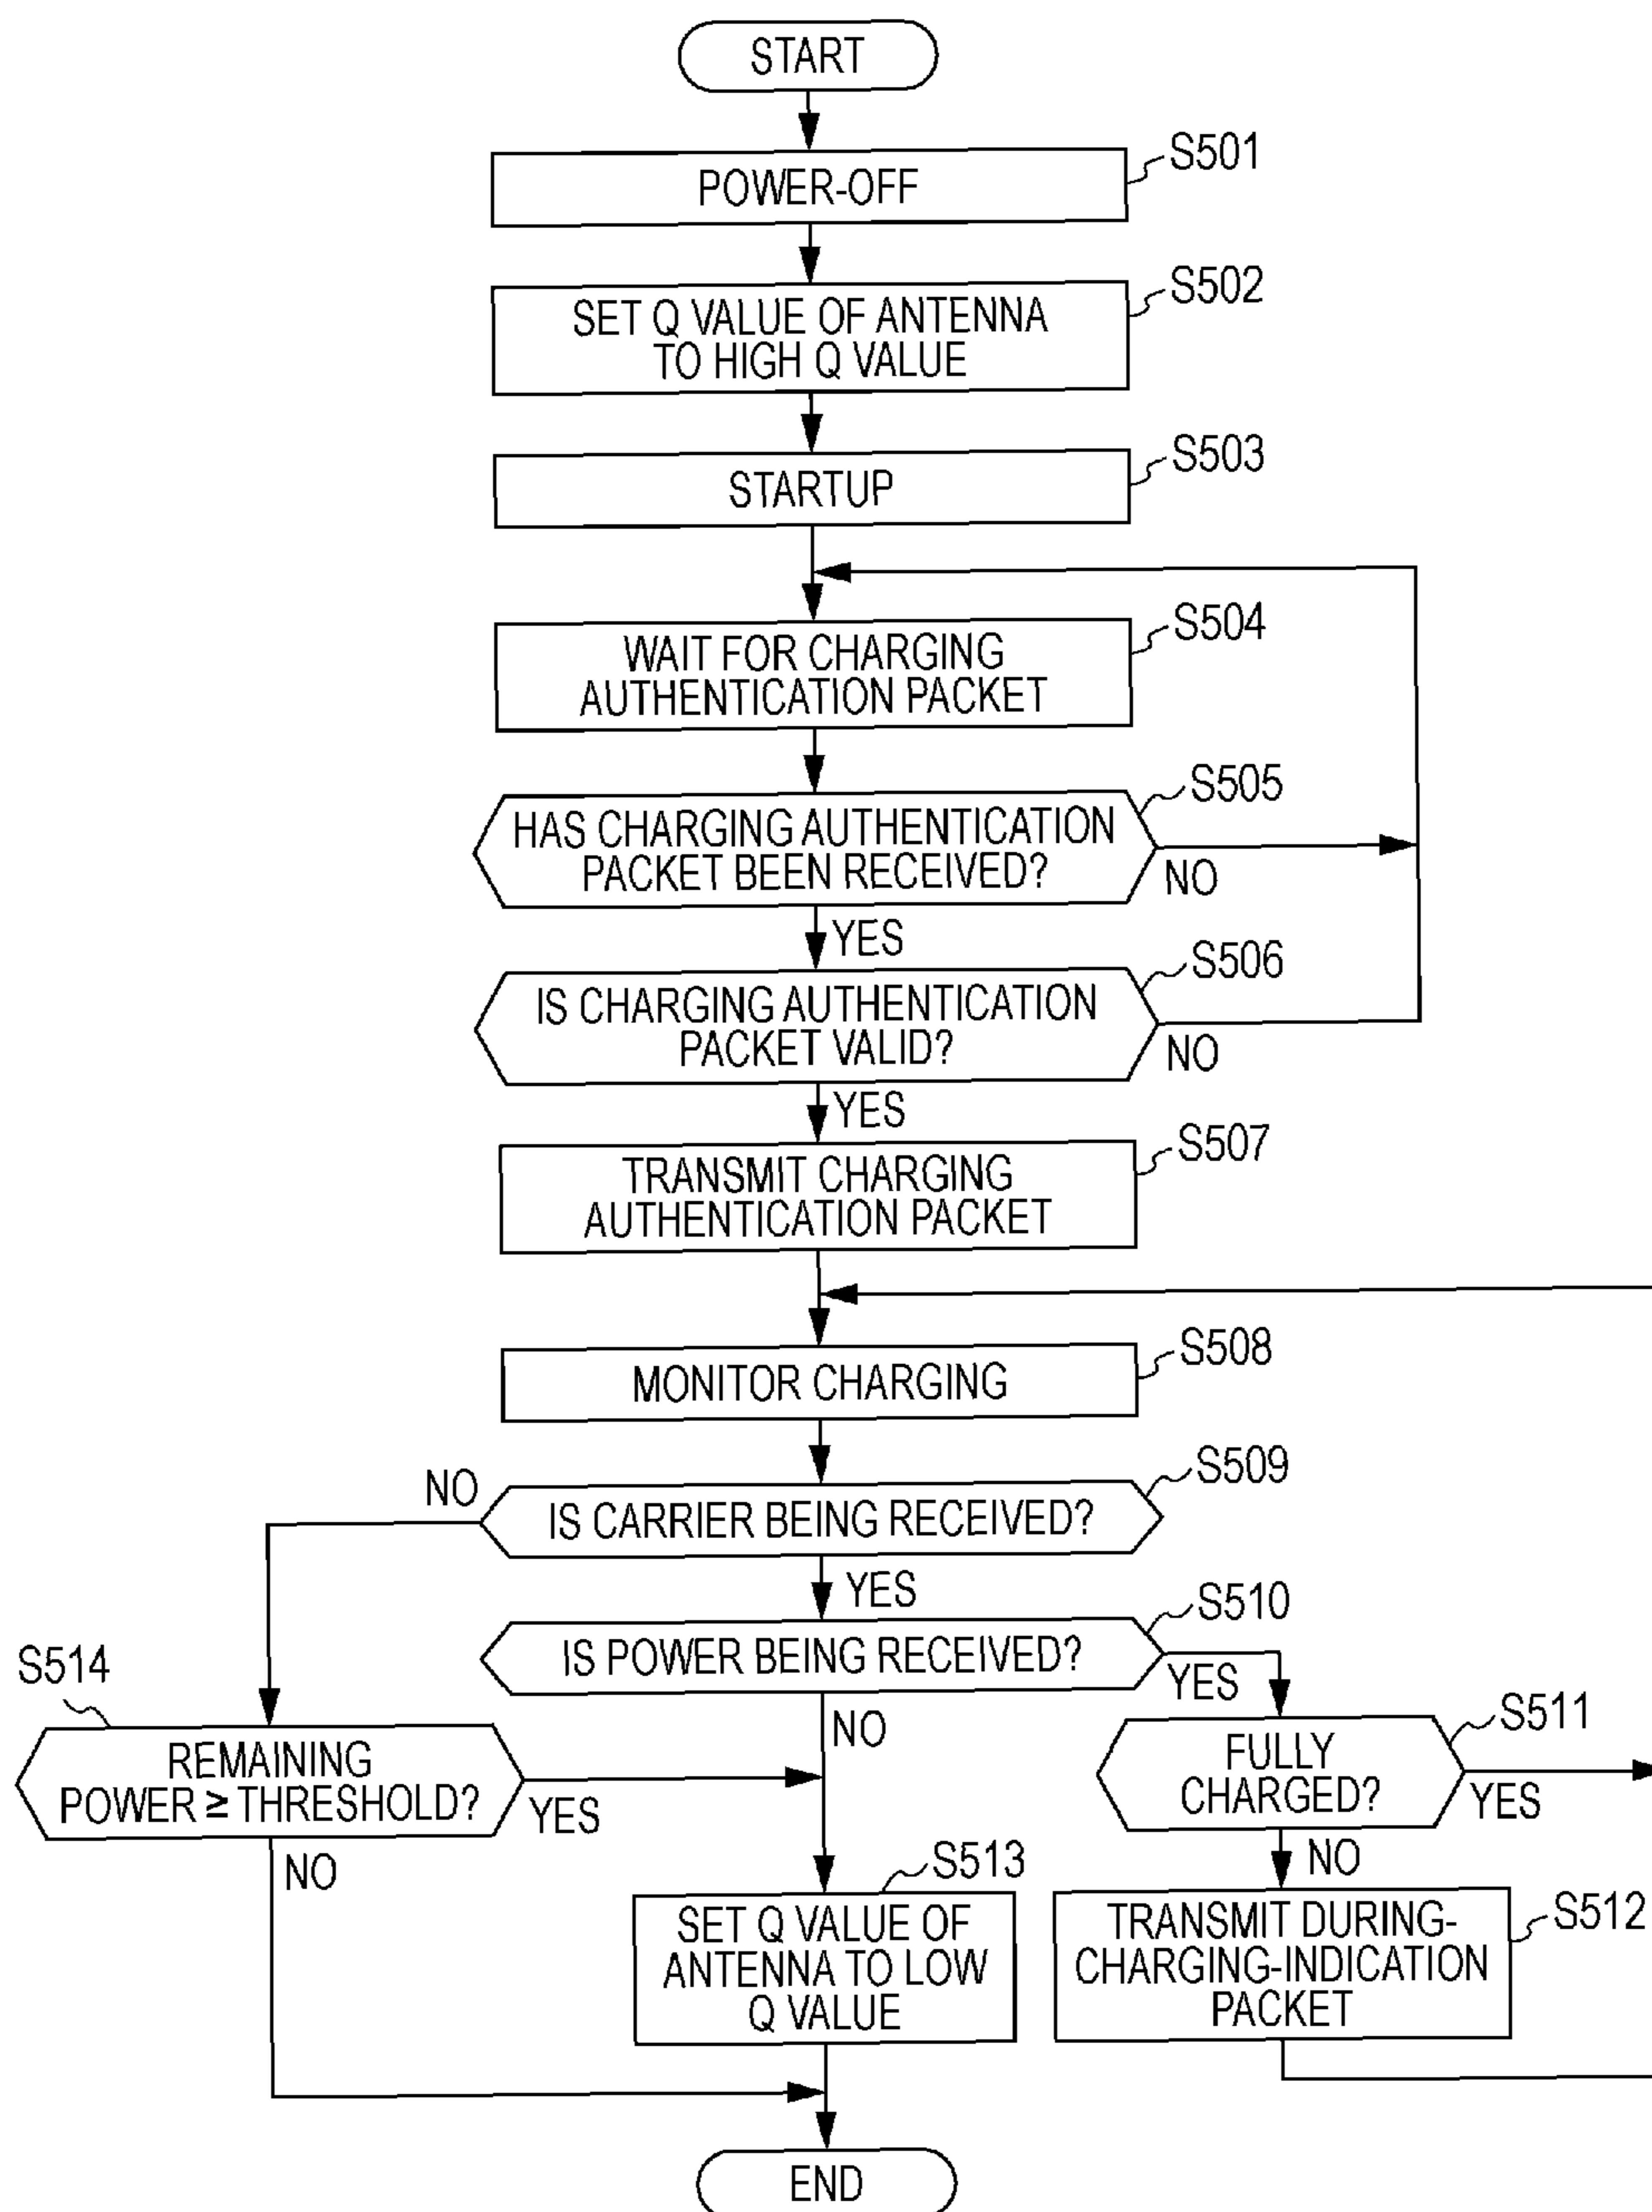 START
S501
POWER-OFF
S502
SET Q VALUE OF ANTENNA
TO HIGH Q VALUE
S503
STARTUP
S504
WAIT FOR CHARGING
AUTHENTICATION PACKET
S505
HAS CHARGING AUTHENTICATION
PACKET BEEN RECEIVED?
NO
YES
S506
IS CHARGING AUTHENTICATION
PACKET VALID?
NO
YES
S507
TRANSMIT CHARGING
AUTHENTICATION PACKET
S508
MONITOR CHARGING
S509
NO
IS CARRIER BEING RECEIVED?
YES
S510
IS POWER BEING RECEIVED?
YES
NO
S514
REMAINING
POWER ≥ THRESHOLD?
YES
NO
S511
FULLY
CHARGED?
YES
NO
S513
SET Q VALUE OF
ANTENNA TO LOW
Q VALUE
S512
TRANSMIT DURING-
CHARGING-INDICATION
PACKET
END